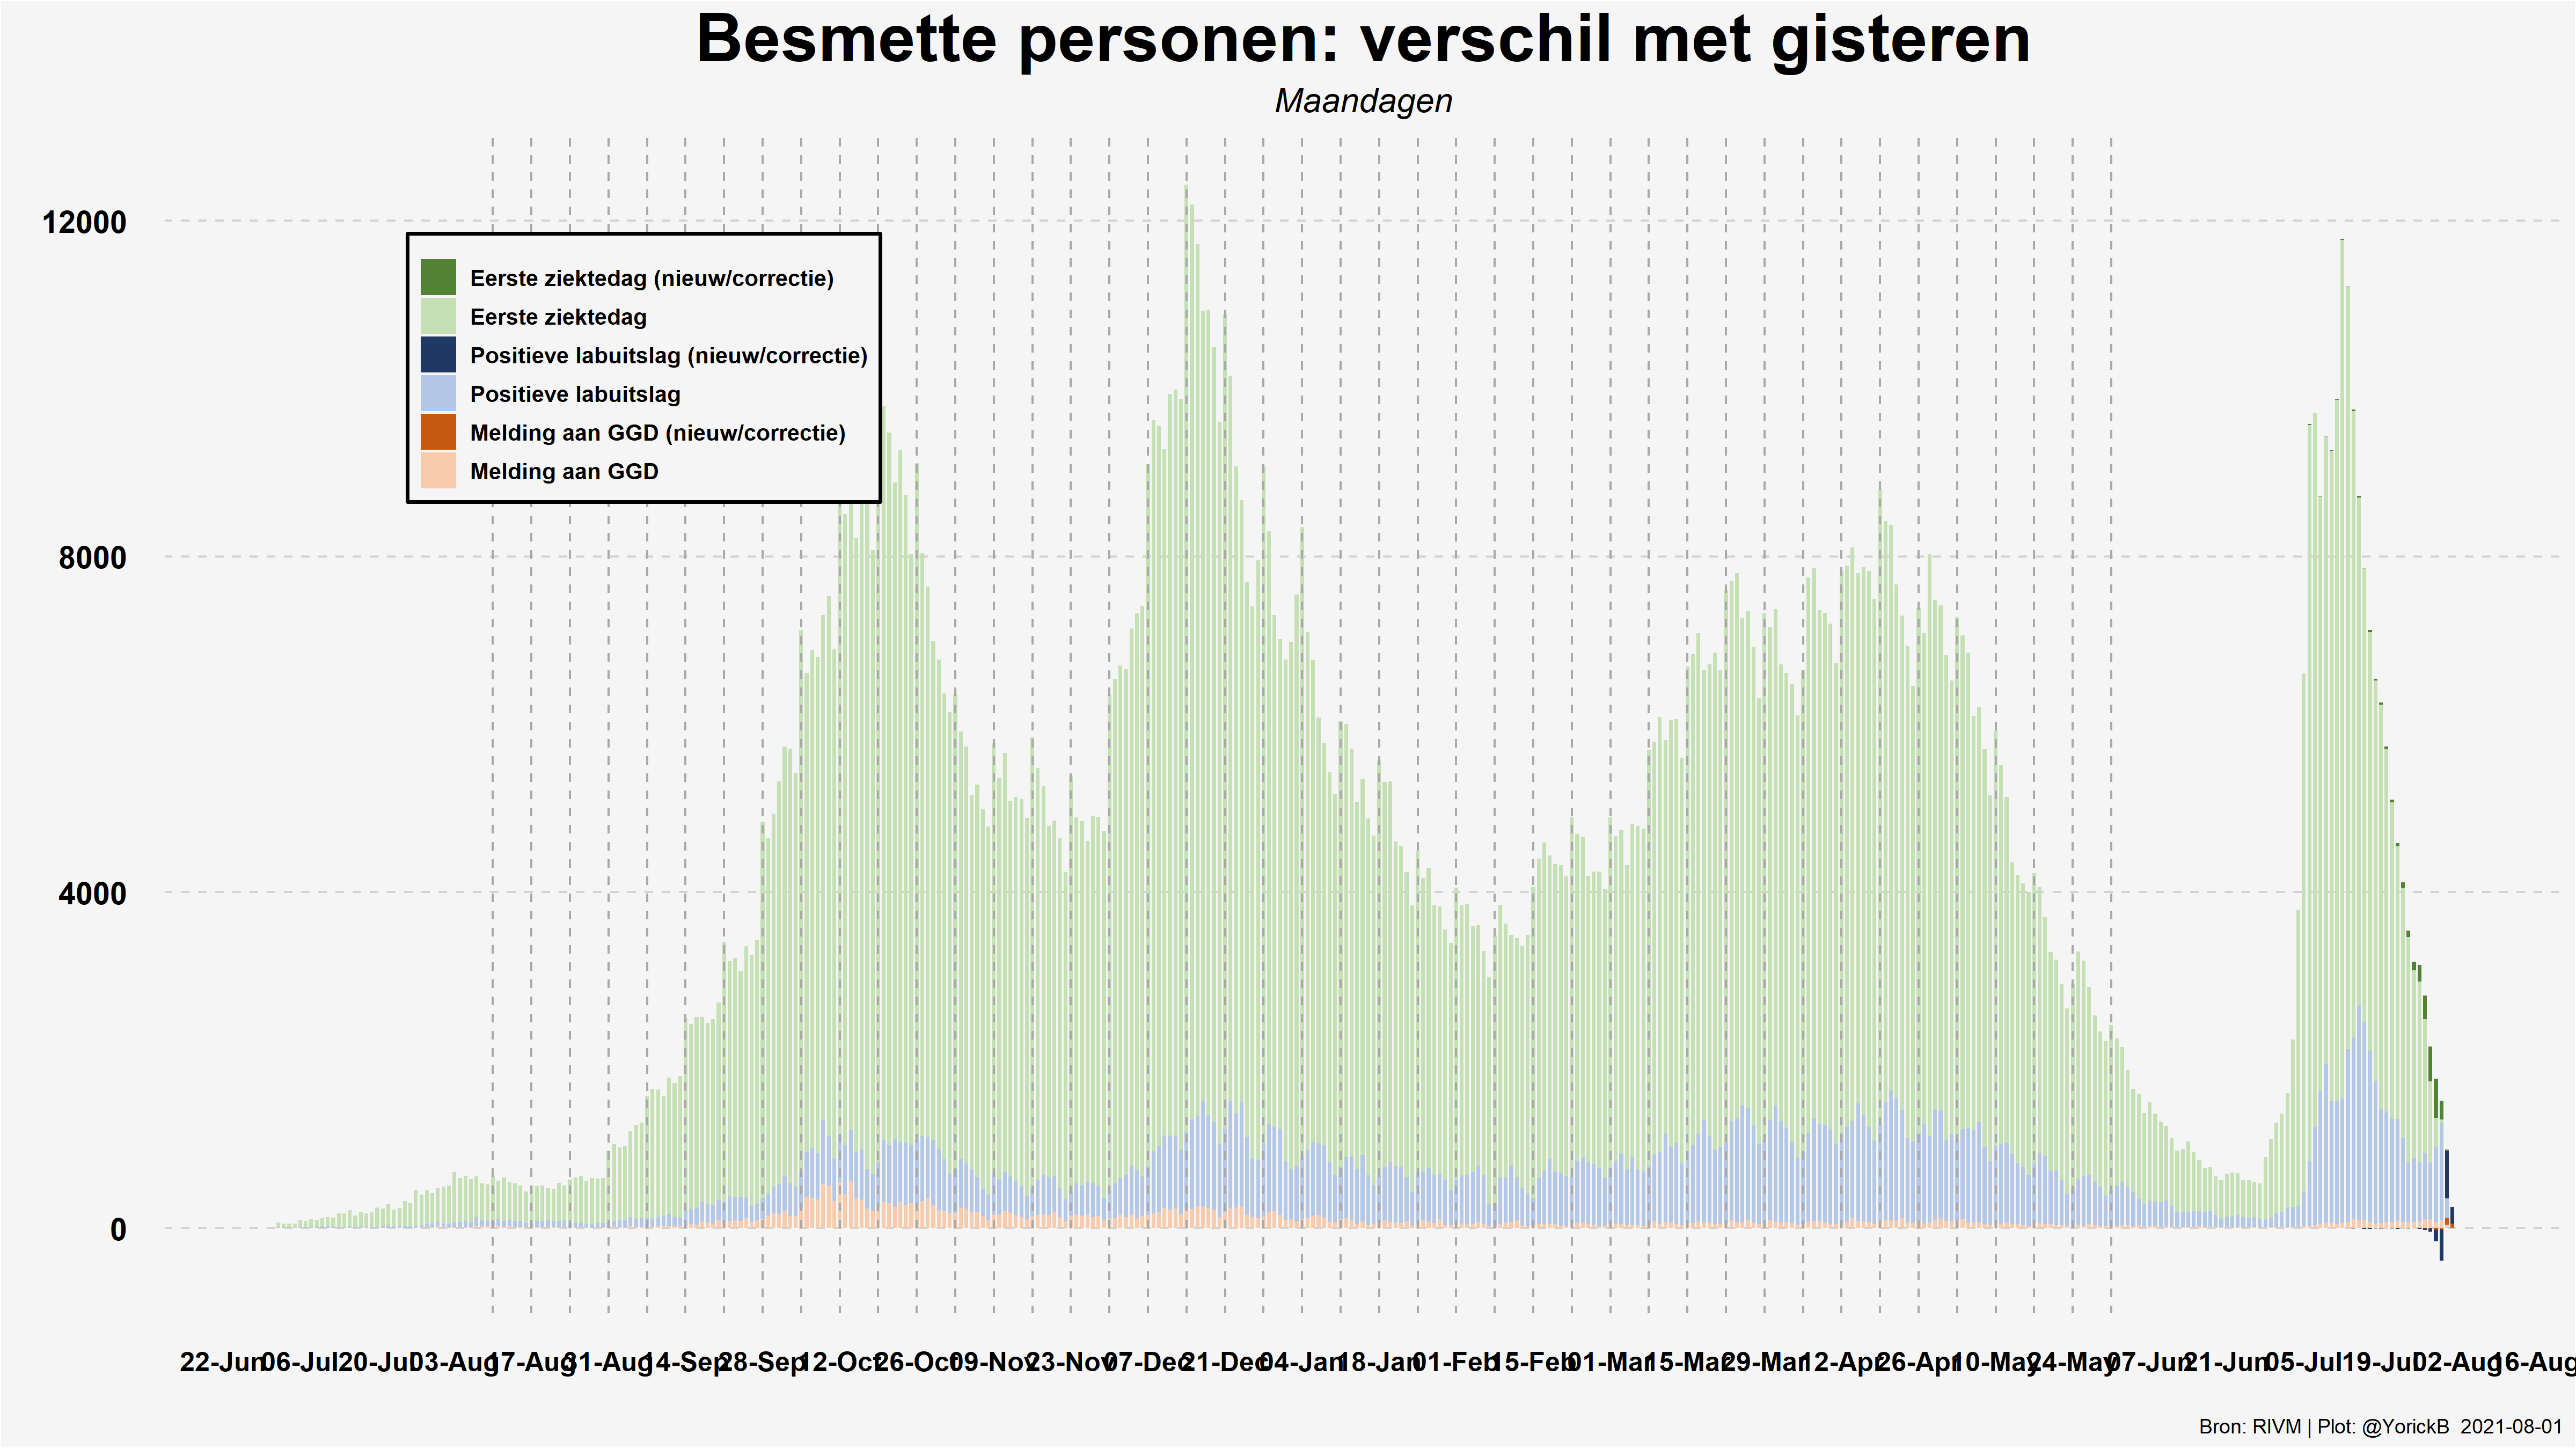 Besmette personen: verschil met gisteren
Maandagen
12000
8000
4000
0
Eerste ziektedag (nieuw/correctie)
Eerste ziektedag
Positieve labuitslag (nieuw/correctie)
Positieve labuitslag
Melding aan GGD (nieuw/correctie)
Melding aan GGD
22-Jun 06-Jul 20-Jul 03-Aug 17-Aug 31-Aug 14-Sep 28-Sep 12-Oct 26-Oct 09-Nov 23-Nov 07-Dec 21-Dec 04-Jan 18-Jan 01-Feb 15-Feb 01-Mar 15-Mar 29-Mar 12-Apr 26-Apr 10-May 24-May 07-Jun 21-Jun 05-Jul 19-Jul 02-Aug 16-Aug
Bron: RIVM | Plot: @YorickB 2021-08-01